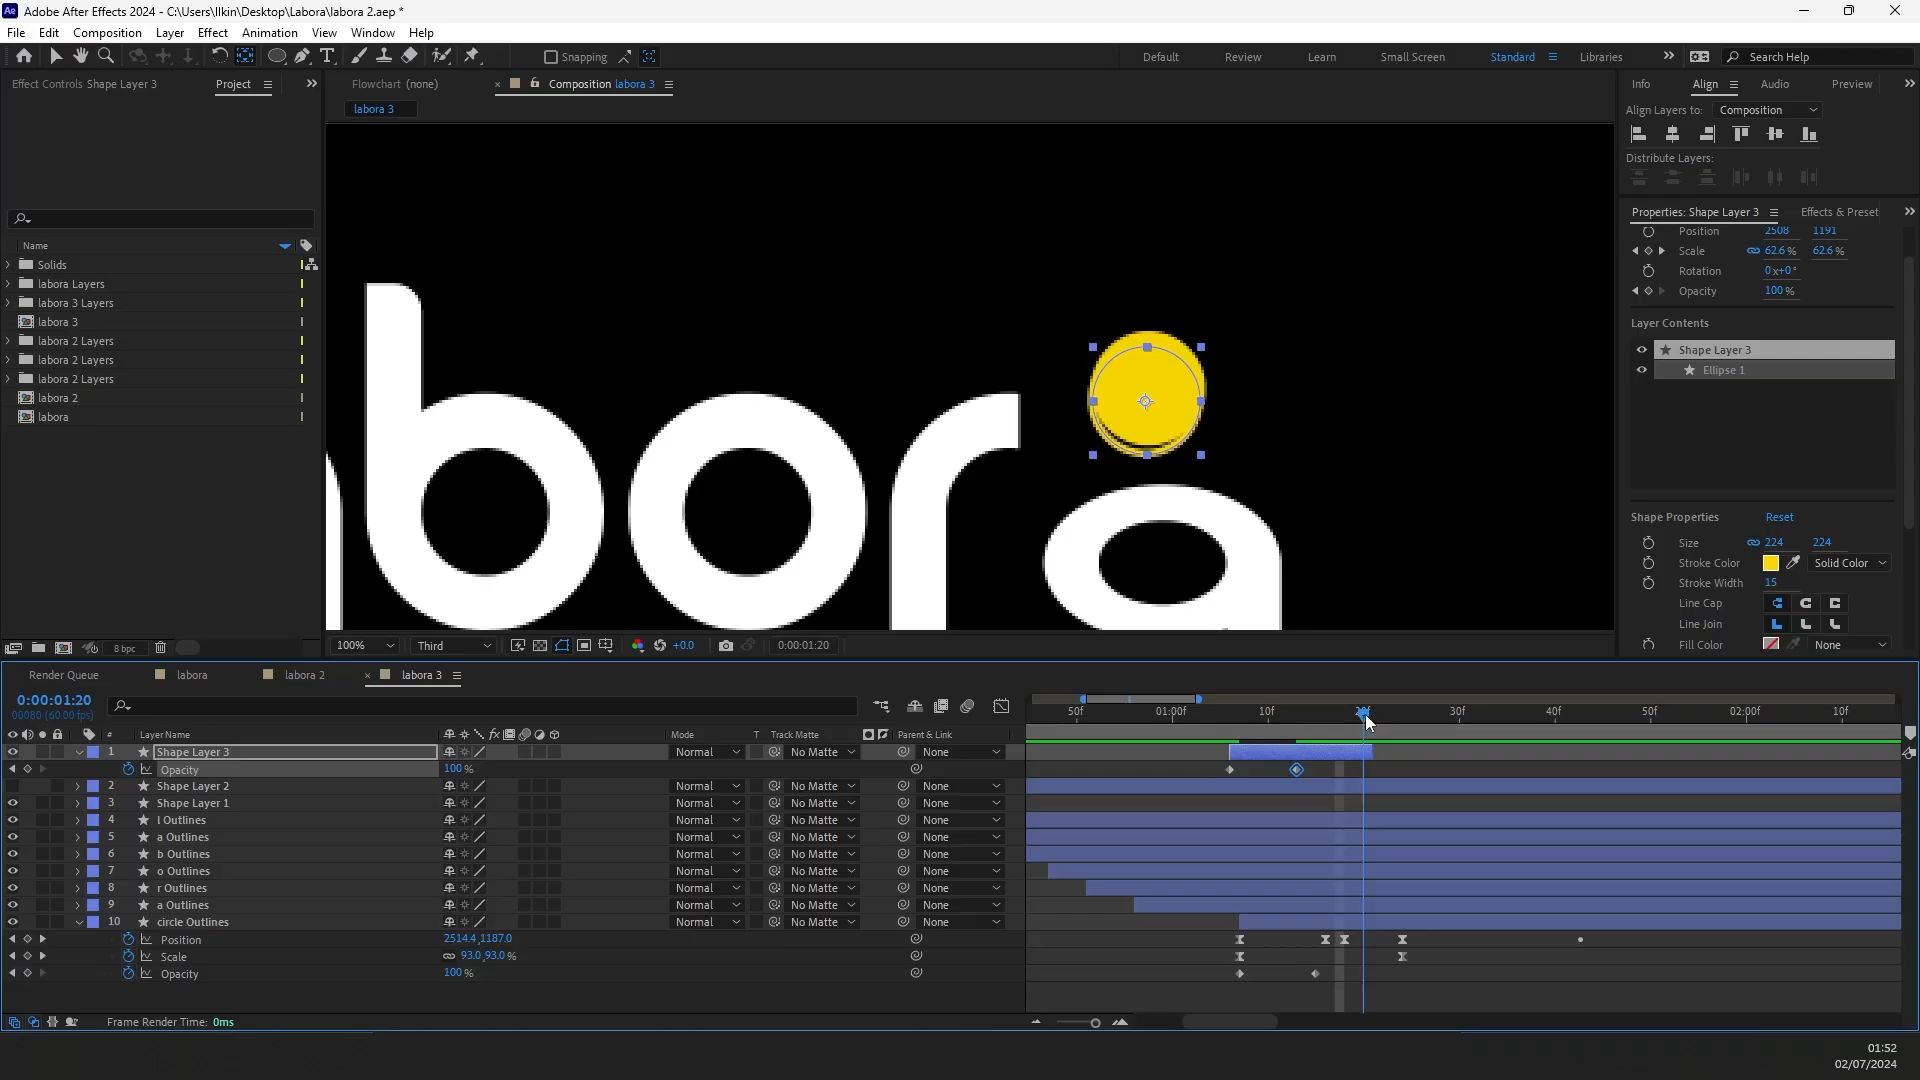 Ae Adobe After Effects 2024 - C:\Users\Ilkin\Desktop\Labora\labora 2.aep *
File Edit Composition Layer Effect Animation View Window Help
Snapping
Default Review Learn Small Screen Standard Libraries Search Help
Effect Controls Shape Layer 3 Project
Flowchart (none) Composition labora 3
labora 3
Info Align Audio Preview
Align Layers to: Composition
Distribute Layers:
Properties: Shape Layer 3 Effects & Preset
Position 2508 1191
Scale 62.6 % 62.6 %
Rotation 0x+0°
Opacity 100 %
Layer Contents
Shape Layer 3
Ellipse 1
Shape Properties Reset
Size 224 224
Stroke Color Solid Color
Stroke Width 15
Line Cap
Line Join
Fill Color None
Name
Solids
labora Layers
labora 3 Layers
labora 3
labora 2 Layers
labora 2 Layers
labora 2 Layers
labora 2
labora
bora
8 bpc
100% Third +0.0 0:00:01:20
Render Queue labora labora 2 labora 3
0:00:01:20
00080 (60.00 fps)
50f 01:00f 10f 20f 30f 40f 50f 02:00f 10f
# Layer Name Mode T Track Matte Parent & Link
1 Shape Layer 3 Normal No Matte None
Opacity 100 %
2 Shape Layer 2 Normal No Matte None
3 Shape Layer 1 Normal No Matte None
4 l Outlines Normal No Matte None
5 a Outlines Normal No Matte None
6 b Outlines Normal No Matte None
7 o Outlines Normal No Matte None
8 r Outlines Normal No Matte None
9 a Outlines Normal No Matte None
10 circle Outlines Normal No Matte None
Position 2514.4,1187.0
Scale 93.0,93.0 %
Opacity 100 %
Frame Render Time: 0ms
01:52
02/07/2024